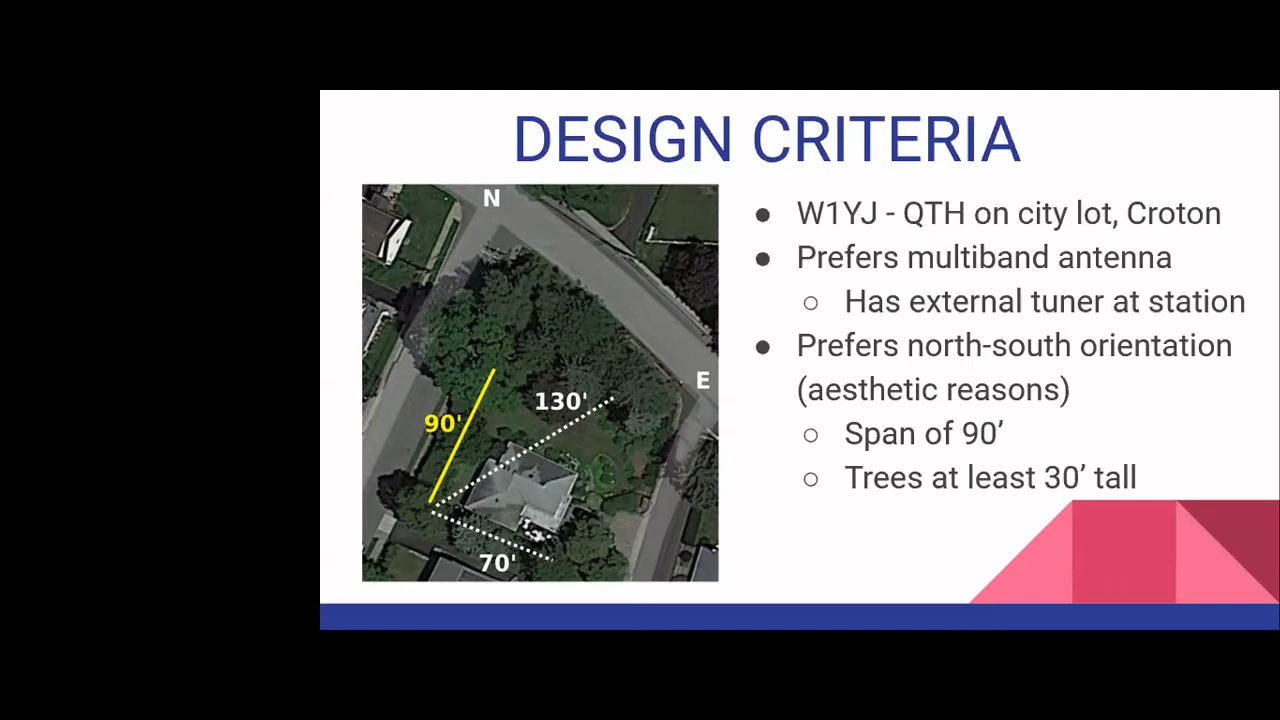 DESIGN CRITERIA
N
E
130'
90'
70'
● W1YJ - QTH on city lot, Croton
● Prefers multiband antenna
○ Has external tuner at station
● Prefers north-south orientation
(aesthetic reasons)
○ Span of 90’
○ Trees at least 30’ tall